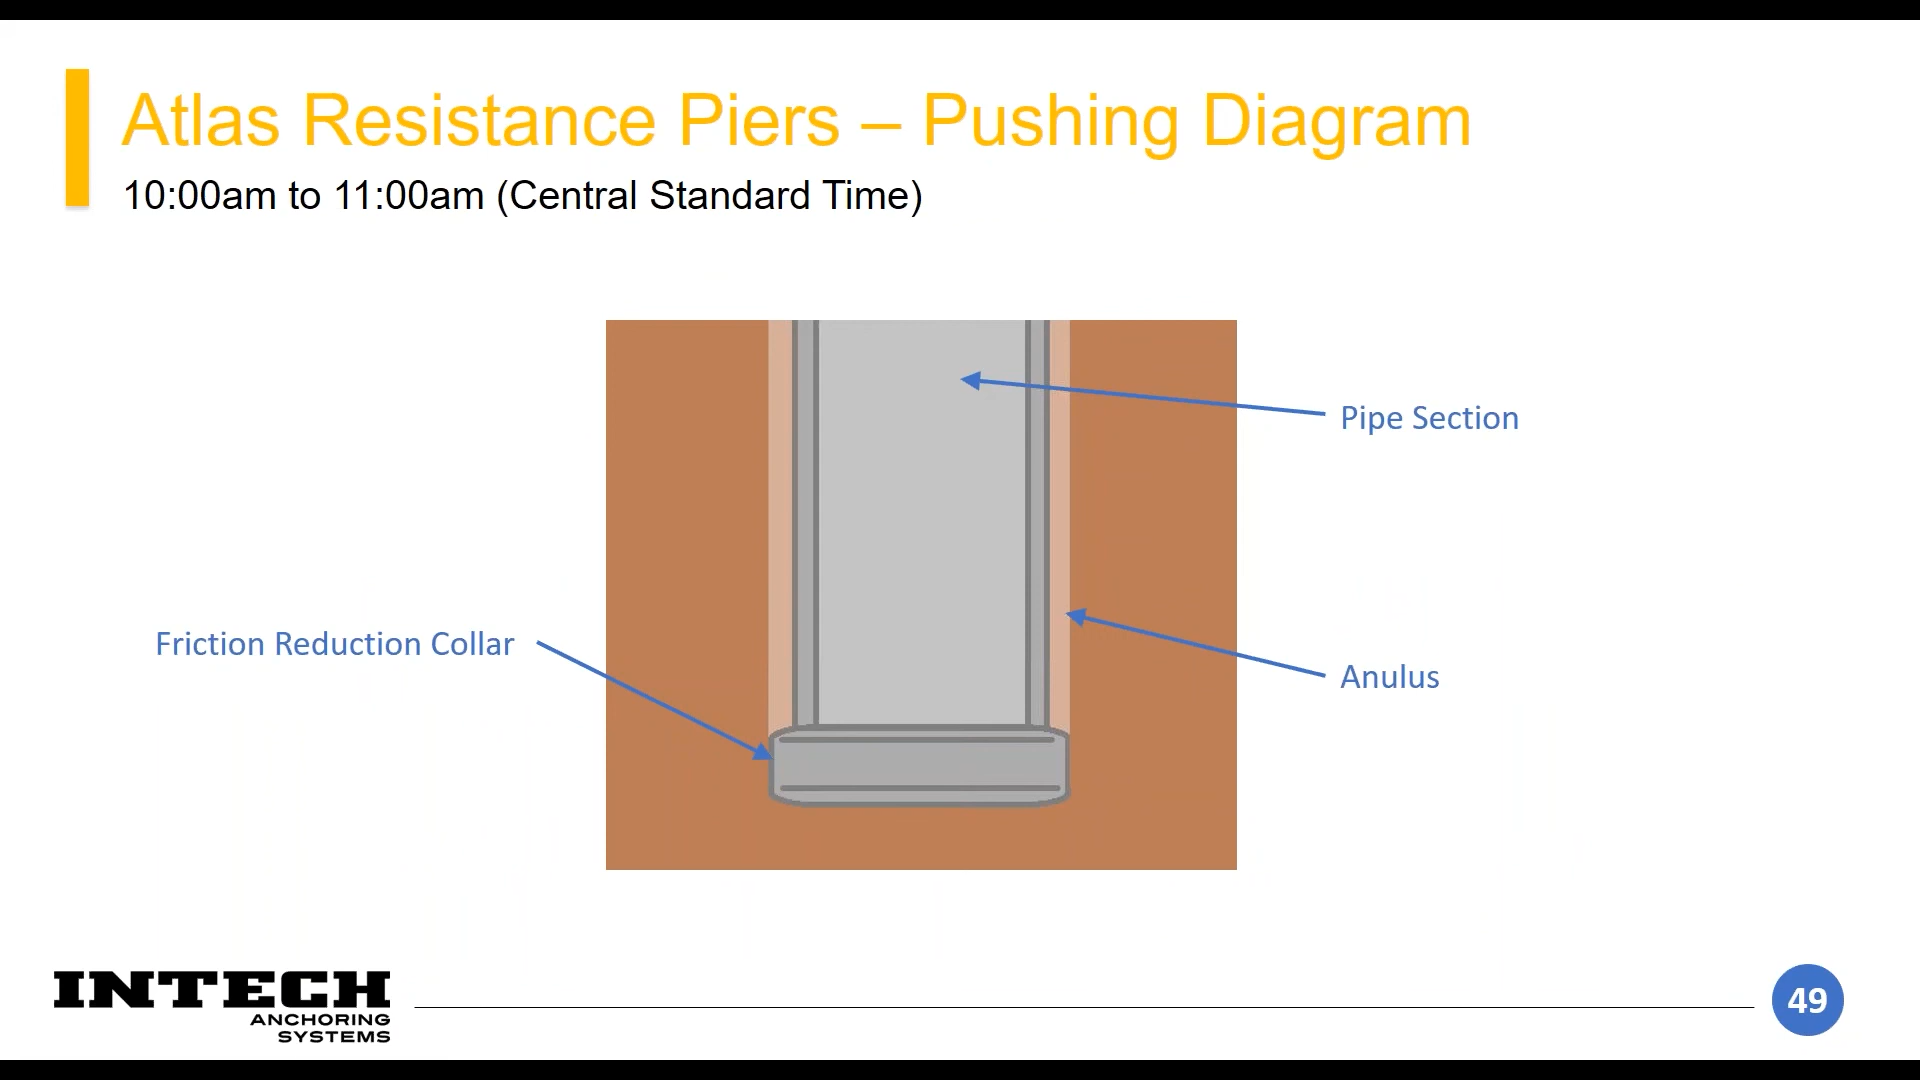 Atlas Resistance Piers – Pushing Diagram
10:00am to 11:00am (Central Standard Time)
Pipe Section
Friction Reduction Collar
Anulus
INTECH
ANCHORING
SYSTEMS
49